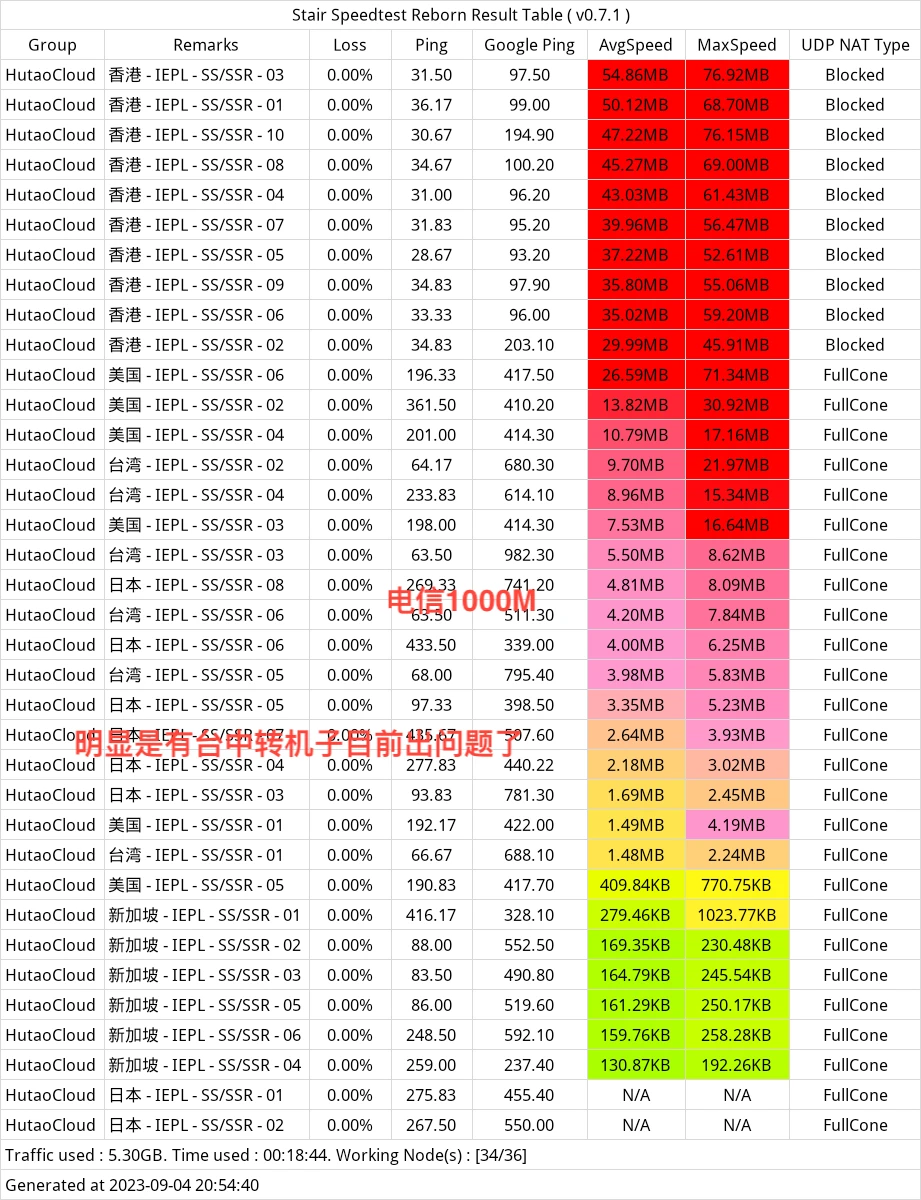 Stair Speedtest Reborn Result Table ( v0.7.1 )
Group Remarks Loss Ping Google Ping AvgSpeed MaxSpeed UDP NAT Type
HutaoCloud 香港 - IEPL - SS/SSR - 03 0.00% 31.50 97.50 54.86MB 76.92MB Blocked
HutaoCloud 香港 - IEPL - SS/SSR - 01 0.00% 36.17 99.00 50.12MB 68.70MB Blocked
HutaoCloud 香港 - IEPL - SS/SSR - 10 0.00% 30.67 194.90 47.22MB 76.15MB Blocked
HutaoCloud 香港 - IEPL - SS/SSR - 08 0.00% 34.67 100.20 45.27MB 69.00MB Blocked
HutaoCloud 香港 - IEPL - SS/SSR - 04 0.00% 31.00 96.20 43.03MB 61.43MB Blocked
HutaoCloud 香港 - IEPL - SS/SSR - 07 0.00% 31.83 95.20 39.96MB 56.47MB Blocked
HutaoCloud 香港 - IEPL - SS/SSR - 05 0.00% 28.67 93.20 37.22MB 52.61MB Blocked
HutaoCloud 香港 - IEPL - SS/SSR - 09 0.00% 34.83 97.90 35.80MB 55.06MB Blocked
HutaoCloud 香港 - IEPL - SS/SSR - 06 0.00% 33.33 96.00 35.02MB 59.20MB Blocked
HutaoCloud 香港 - IEPL - SS/SSR - 02 0.00% 34.83 203.10 29.99MB 45.91MB Blocked
HutaoCloud 美国 - IEPL - SS/SSR - 06 0.00% 196.33 417.50 26.59MB 71.34MB FullCone
HutaoCloud 美国 - IEPL - SS/SSR - 02 0.00% 361.50 410.20 13.82MB 30.92MB FullCone
HutaoCloud 美国 - IEPL - SS/SSR - 04 0.00% 201.00 414.30 10.79MB 17.16MB FullCone
HutaoCloud 台湾 - IEPL - SS/SSR - 02 0.00% 64.17 680.30 9.70MB 21.97MB FullCone
HutaoCloud 台湾 - IEPL - SS/SSR - 04 0.00% 233.83 614.10 8.96MB 15.34MB FullCone
HutaoCloud 美国 - IEPL - SS/SSR - 03 0.00% 198.00 414.30 7.53MB 16.64MB FullCone
HutaoCloud 台湾 - IEPL - SS/SSR - 03 0.00% 63.50 982.30 5.50MB 8.62MB FullCone
HutaoCloud 日本 - IEPL - SS/SSR - 08 0.00% 269.33 741.20 4.81MB 8.09MB FullCone
电信1000M
HutaoCloud 台湾 - IEPL - SS/SSR - 06 0.00% 63.50 511.30 4.20MB 7.84MB FullCone
HutaoCloud 日本 - IEPL - SS/SSR - 06 0.00% 433.50 339.00 4.00MB 6.25MB FullCone
HutaoCloud 台湾 - IEPL - SS/SSR - 05 0.00% 68.00 795.40 3.98MB 5.83MB FullCone
HutaoCloud 日本 - IEPL - SS/SSR - 05 0.00% 97.33 398.50 3.35MB 5.23MB FullCone
HutaoCloud 日本 - IEPL - SS/SSR - 07 0.00% 435.67 507.60 2.64MB 3.93MB FullCone
明显是有台中转机子目前出问题了
HutaoCloud 日本 - IEPL - SS/SSR - 04 0.00% 277.83 440.22 2.18MB 3.02MB FullCone
HutaoCloud 日本 - IEPL - SS/SSR - 03 0.00% 93.83 781.30 1.69MB 2.45MB FullCone
HutaoCloud 美国 - IEPL - SS/SSR - 01 0.00% 192.17 422.00 1.49MB 4.19MB FullCone
HutaoCloud 台湾 - IEPL - SS/SSR - 01 0.00% 66.67 688.10 1.48MB 2.24MB FullCone
HutaoCloud 美国 - IEPL - SS/SSR - 05 0.00% 190.83 417.70 409.84KB 770.75KB FullCone
HutaoCloud 新加坡 - IEPL - SS/SSR - 01 0.00% 416.17 328.10 279.46KB 1023.77KB FullCone
HutaoCloud 新加坡 - IEPL - SS/SSR - 02 0.00% 88.00 552.50 169.35KB 230.48KB FullCone
HutaoCloud 新加坡 - IEPL - SS/SSR - 03 0.00% 83.50 490.80 164.79KB 245.54KB FullCone
HutaoCloud 新加坡 - IEPL - SS/SSR - 05 0.00% 86.00 519.60 161.29KB 250.17KB FullCone
HutaoCloud 新加坡 - IEPL - SS/SSR - 06 0.00% 248.50 592.10 159.76KB 258.28KB FullCone
HutaoCloud 新加坡 - IEPL - SS/SSR - 04 0.00% 259.00 237.40 130.87KB 192.26KB FullCone
HutaoCloud 日本 - IEPL - SS/SSR - 01 0.00% 275.83 455.40 N/A N/A FullCone
HutaoCloud 日本 - IEPL - SS/SSR - 02 0.00% 267.50 550.00 N/A N/A FullCone
Traffic used : 5.30GB. Time used : 00:18:44. Working Node(s) : [34/36]
Generated at 2023-09-04 20:54:40